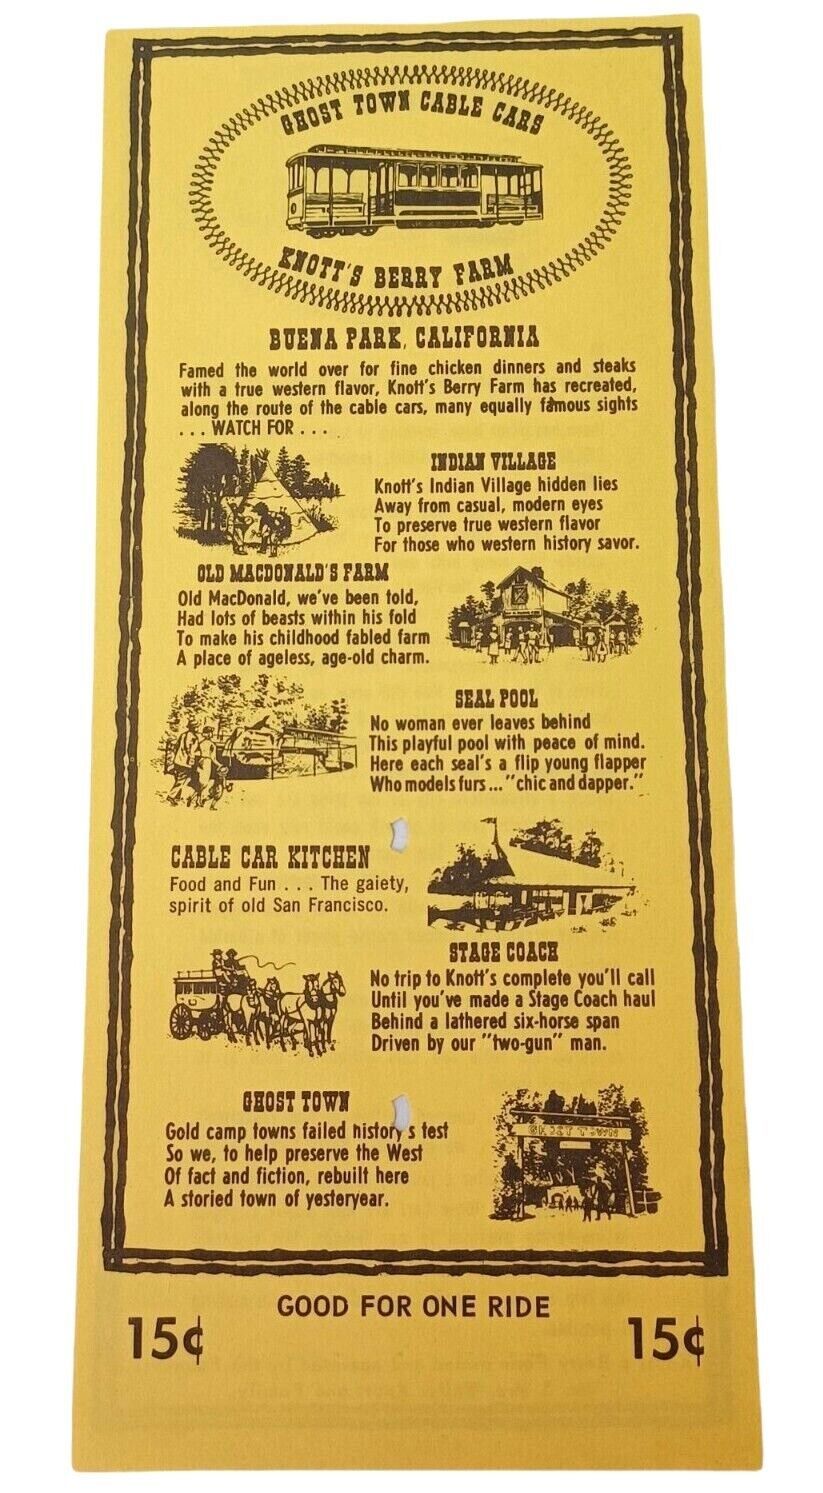 GHOST TOWN CABLE CARS
KNOTT'S BERRY FARM
BUENA PARK, CALIFORNIA
Famed the world over for fine chicken dinners and steaks
with a true western flavor, Knott's Berry Farm has recreated,
along the route of the cable cars, many equally famous sights
. . . WATCH FOR . . .
INDIAN VILLAGE
Knott's Indian Village hidden lies
Away from casual, modern eyes
To preserve true western flavor
For those who western history savor.
OLD MACDONALD'S FARM
Old MacDonald, we've been told,
Had lots of beasts within his fold
To make his childhood fabled farm
A place of ageless, age-old charm.
SEAL POOL
No woman ever leaves behind
This playful pool with peace of mind.
Here each seal's a flip young flapper
Who models furs... "chic and dapper."
CABLE CAR KITCHEN
Food and Fun . . . The gaiety,
spirit of old San Francisco.
STAGE COACH
No trip to Knott's complete you'll call
Until you've made a Stage Coach haul
Behind a lathered six-horse span
Driven by our "two-gun" man.
GHOST TOWN
Gold camp towns failed history's test
So we, to help preserve the West
Of fact and fiction, rebuilt here
A storied town of yesteryear.
GHOST TOWN
GOOD FOR ONE RIDE
15¢ 15¢